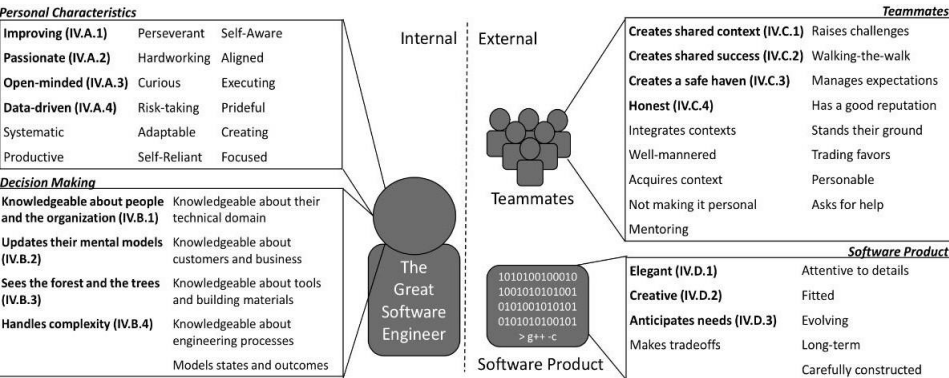 Personal Characteristics
Improving (IV.A.1) Perseverant Self-Aware
Passionate (IV.A.2) Hardworking Aligned
Open-minded (IV.A.3) Curious Executing
Data-driven (IV.A.4) Risk-taking Prideful
Systematic Adaptable Creating
Productive Self-Reliant Focused
Decision Making
Knowledgeable about people
and the organization (IV.B.1)
Updates their mental models
(IV.B.2)
Sees the forest and the trees
(IV.B.3)
Handles complexity (IV.B.4)
Knowledgeable about their
technical domain
Knowledgeable about
customers and business
Knowledgeable about tools
and building materials
Knowledgeable about
engineering processes
Models states and outcomes
Internal
External
The
Great
Software
Engineer
Teammates
1010100100010
1001010101001
0101001010101
0101010100101
> g++ -c
Software Product
Teammates
Creates shared context (IV.C.1) Raises challenges
Creates shared success (IV.C.2) Walking-the-walk
Creates a safe haven (IV.C.3) Manages expectations
Honest (IV.C.4) Has a good reputation
Integrates contexts Stands their ground
Well-mannered Trading favors
Acquires context Personable
Not making it personal Asks for help
Mentoring
Software Product
Elegant (IV.D.1) Attentive to details
Creative (IV.D.2) Fitted
Anticipates needs (IV.D.3) Evolving
Makes tradeoffs Long-term
Carefully constructed